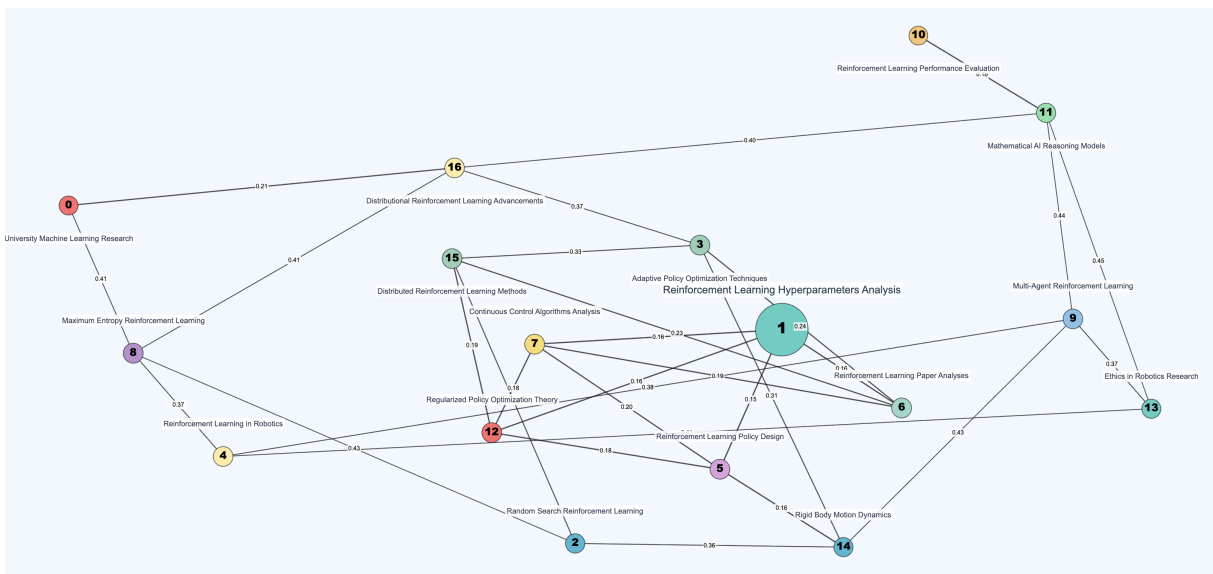 10
Reinforcement Learning Performance Evaluation
11
0.40
Mathematical AI Reasoning Models
16
0.21
Distributional Reinforcement Learning Advancements
0
0.37
0.44
University Machine Learning Research
3
0.33
15
0.41
0.45
0.41
Adaptive Policy Optimization Techniques
Multi-Agent Reinforcement Learning
Distributed Reinforcement Learning Methods
Reinforcement Learning Hyperparameters Analysis
Continuous Control Algorithms Analysis
Maximum Entropy Reinforcement Learning
9
1
0.24
0.23
0.16
7
0.19
8
0.37
0.16
Reinforcement Learning Paper Analyses
Ethics in Robotics Research
0.19
0.16
0.38
0.18
0.31
0.15
Regularized Policy Optimization Theory
0.37
0.20
6
13
Reinforcement Learning in Robotics
12
0.43
Reinforcement Learning Policy Design
0.43
0.18
4
5
0.16
Random Search Reinforcement Learning
Rigid Body Motion Dynamics
2
0.36
14